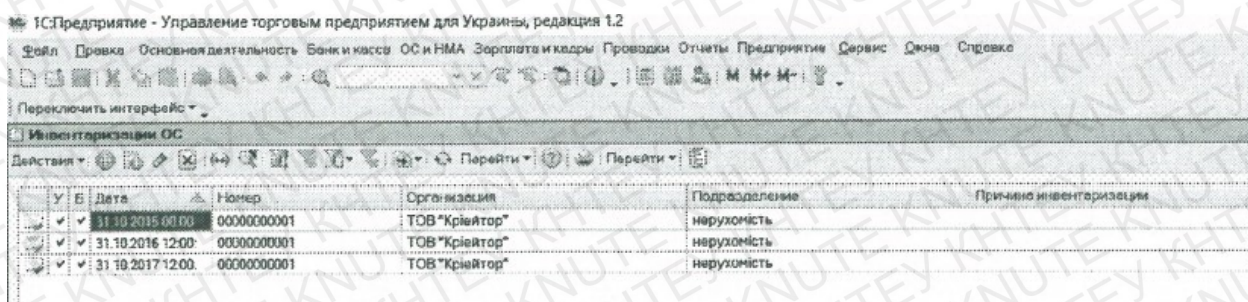 1С:Предприятие - Управление торговым предприятием для Украины, редакция 1.2
Файл Правка Основная деятельность Банк и касса ОС и НМА Зарплата и кадры Проводки Отчеты Предприятие Сервис Окна Справка
М М+ М-
Переключить интерфейс
Инвентаризации ОС
Действия Перейти Перейти
У Б Дата Номер Организация Подразделение Причина инвентаризации
31.10.2015 00:00 00000000001 ТОВ "Кріейтор" нерухомість
31.10.2016 12:00: 00000000001 ТОВ "Кріейтор" нерухомість
31.10.2017 12:00. 00000000001 ТОВ "Кріейтор" нерухомість
KHTEY KNUTE